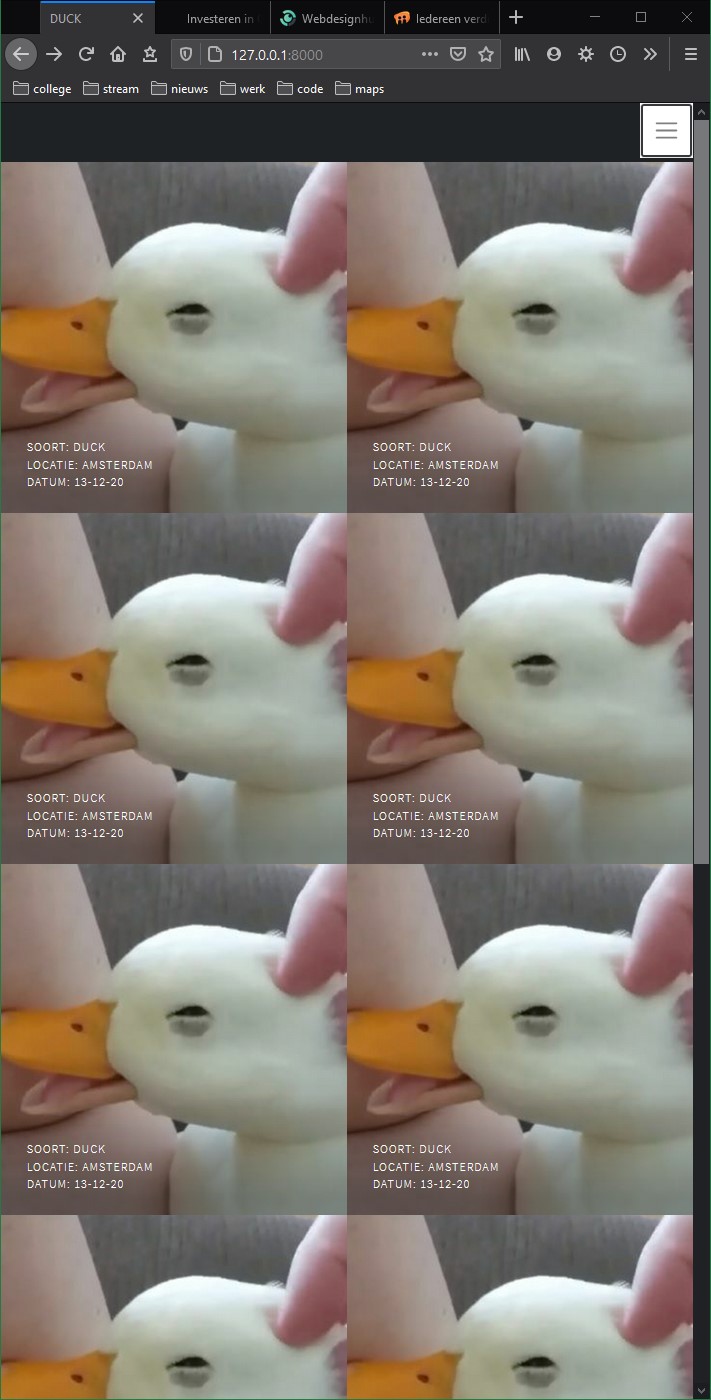 DUCK
Investeren in
Webdesignhu
Iedereen verd
127.0.0.1:8000
college
stream
nieuws
werk
code
maps
SOORT: DUCK
LOCATIE: AMSTERDAM
DATUM: 13-12-20
SOORT: DUCK
LOCATIE: AMSTERDAM
DATUM: 13-12-20
SOORT: DUCK
LOCATIE: AMSTERDAM
DATUM: 13-12-20
SOORT: DUCK
LOCATIE: AMSTERDAM
DATUM: 13-12-20
SOORT: DUCK
LOCATIE: AMSTERDAM
DATUM: 13-12-20
SOORT: DUCK
LOCATIE: AMSTERDAM
DATUM: 13-12-20